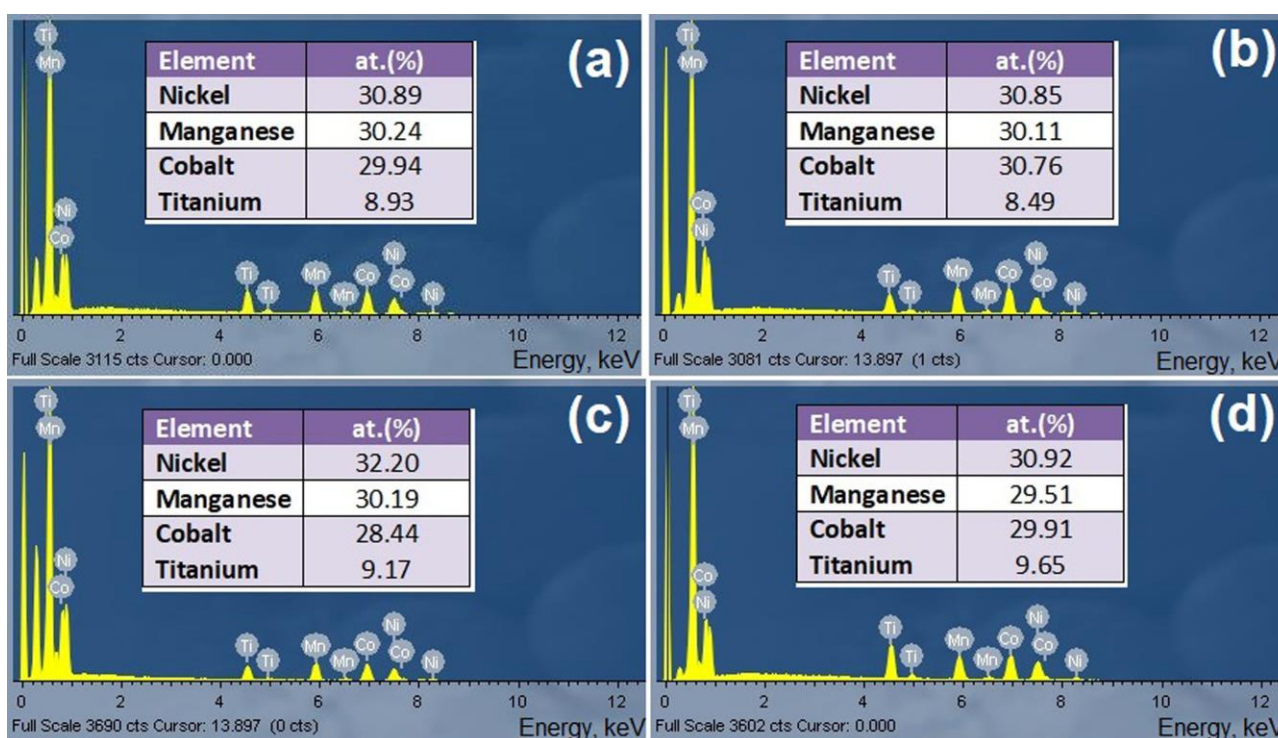 (a)
Ti
Mn
Element at.(%)
Nickel 30.89
Manganese 30.24
Cobalt 29.94
Titanium 8.93
Ni
Co
Ti Ti Mn Mn Co Ni Co Ni
0 2 4 6 8 10 12
Full Scale 3115 cts Cursor: 0.000 Energy, keV
(b)
Ti
Mn
Element at.(%)
Nickel 30.85
Manganese 30.11
Cobalt 30.76
Titanium 8.49
Co
Ni
Ti Ti Mn Mn Co Ni Co Ni
0 2 4 6 8 10 12
Full Scale 3081 cts Cursor: 13.897 (1 cts) Energy, keV
(c)
Ti
Mn
Element at.(%)
Nickel 32.20
Manganese 30.19
Cobalt 28.44
Titanium 9.17
Ni
Co
Ti Ti Mn Mn Co Ni Co Ni
0 2 4 6 8 10 12
Full Scale 3690 cts Cursor: 13.897 (0 cts) Energy, keV
(d)
Ti
Mn
Element at.(%)
Nickel 30.92
Manganese 29.51
Cobalt 29.91
Titanium 9.65
Co
Ni
Ti Ti Mn Mn Co Ni Co Ni
0 2 4 6 8 10 12
Full Scale 3602 cts Cursor: 0.000 Energy, keV